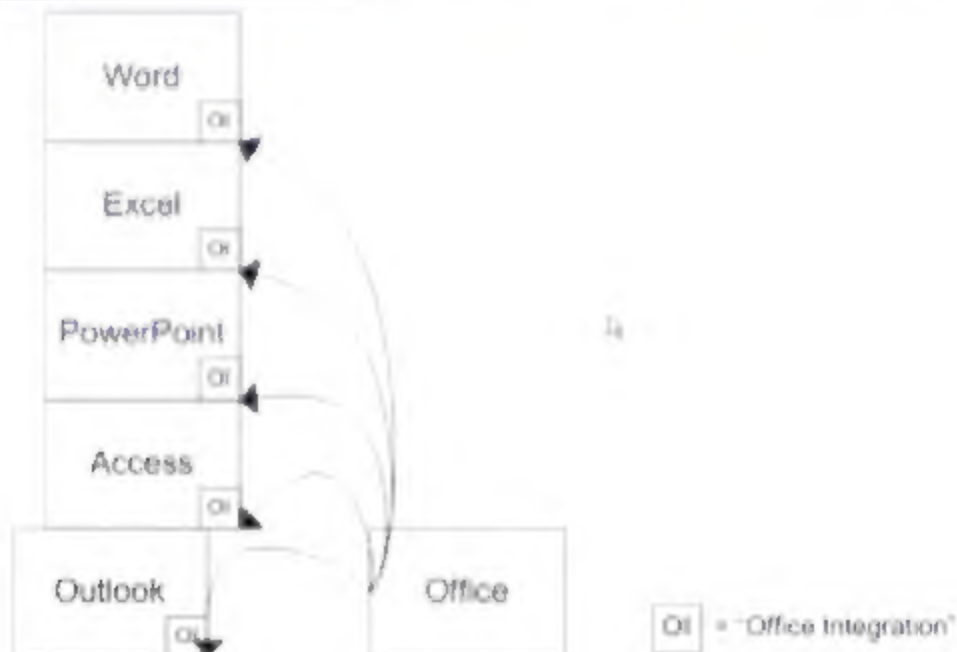 Word
OI
Excel
OI
PowerPoint
OI
Access
OI
Outlook
OI
Office
OI = "Office Integration"